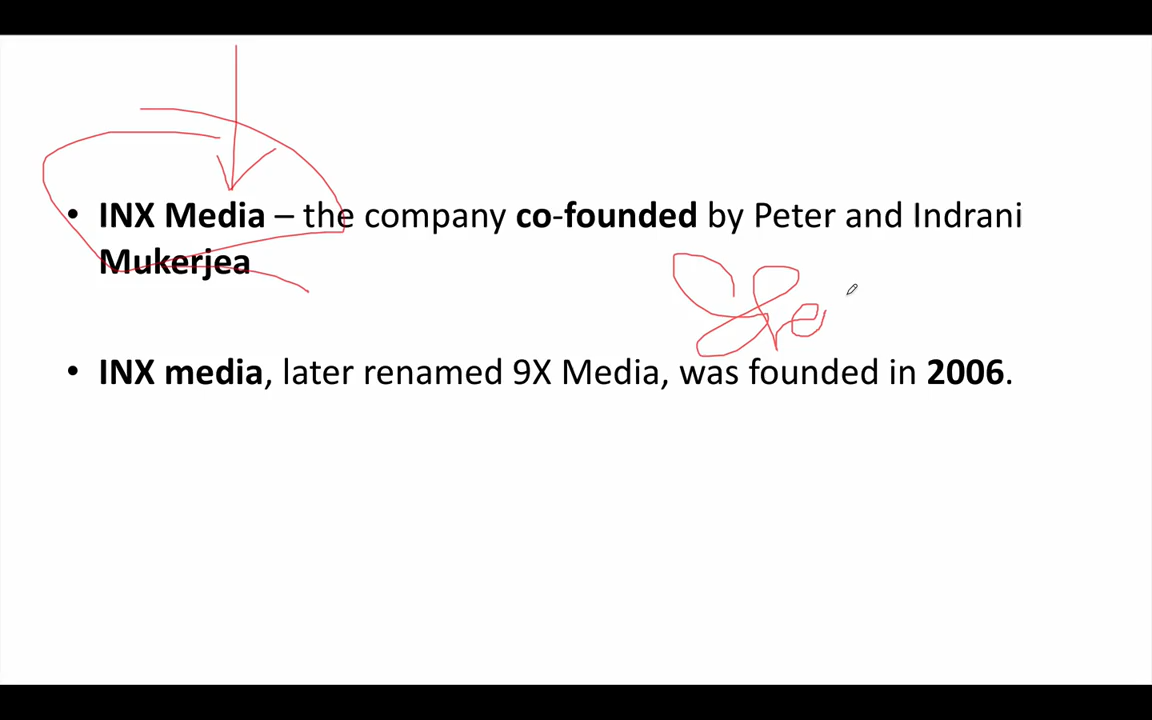 • INX Media – the company co-founded by Peter and Indrani
Mukerjea
• INX media, later renamed 9X Media, was founded in 2006.